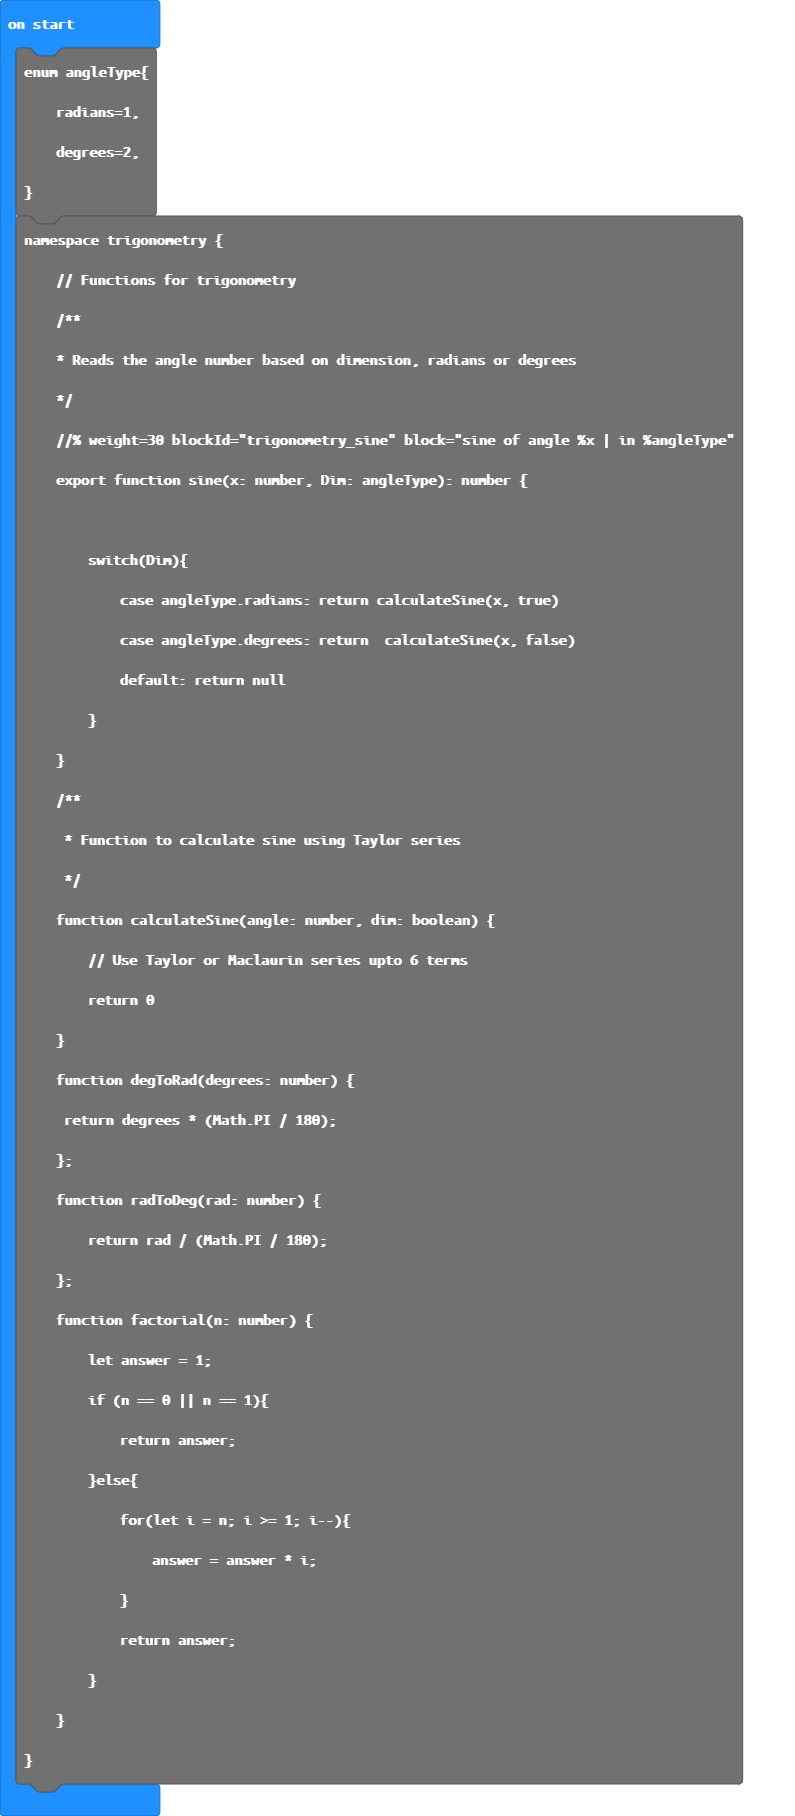 on start
enum angleType{
radians=1,
degrees=2,
}
namespace trigonometry {
// Functions for trigonometry
/**
* Reads the angle number based on dimension, radians or degrees
*/
//% weight=30 blockId="trigonometry_sine" block="sine of angle %x | in %angleType"
export function sine(x: number, Dim: angleType): number {
switch(Dim){
case angleType.radians: return calculateSine(x, true)
case angleType.degrees: return  calculateSine(x, false)
default: return null
}
}
/**
* Function to calculate sine using Taylor series
*/
function calculateSine(angle: number, dim: boolean) {
// Use Taylor or Maclaurin series upto 6 terms
return 0
}
function degToRad(degrees: number) {
return degrees * (Math.PI / 180);
};
function radToDeg(rad: number) {
return rad / (Math.PI / 180);
};
function factorial(n: number) {
let answer = 1;
if (n == 0 || n == 1){
return answer;
}else{
for(let i = n; i >= 1; i--){
answer = answer * i;
}
return answer;
}
}
}